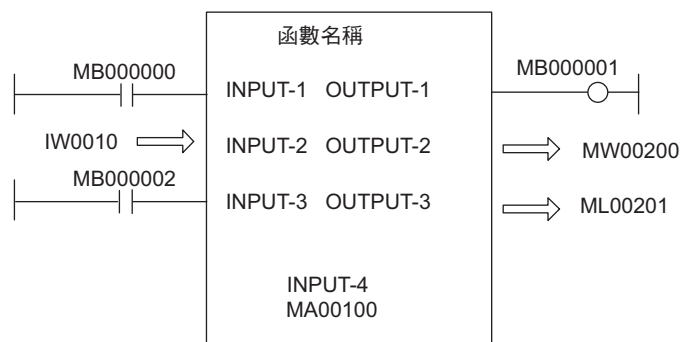 函數名稱
MB000000
INPUT-1 OUTPUT-1
MB000001
IW0010
INPUT-2 OUTPUT-2
MW00200
MB000002
INPUT-3 OUTPUT-3
ML00201
INPUT-4
MA00100